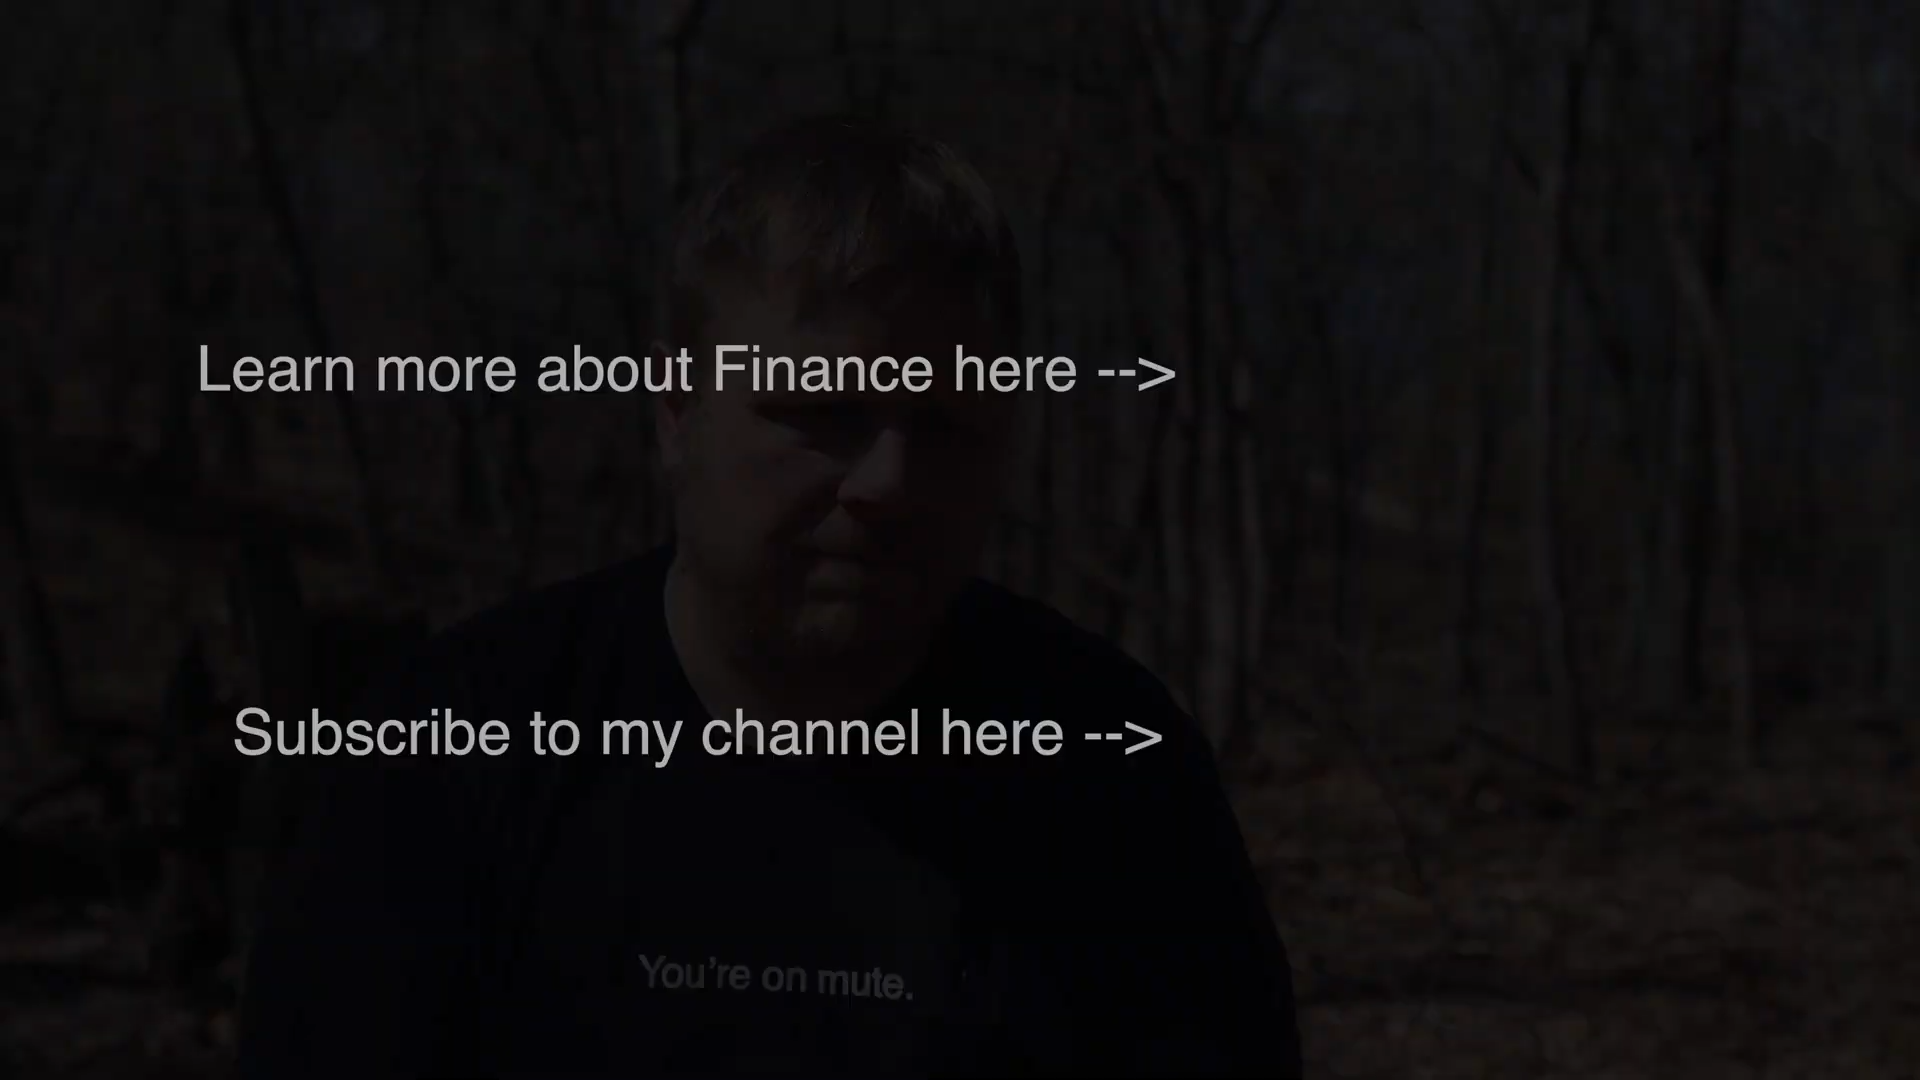 Learn more about Finance here -->
Subscribe to my channel here -->
You're on mute.